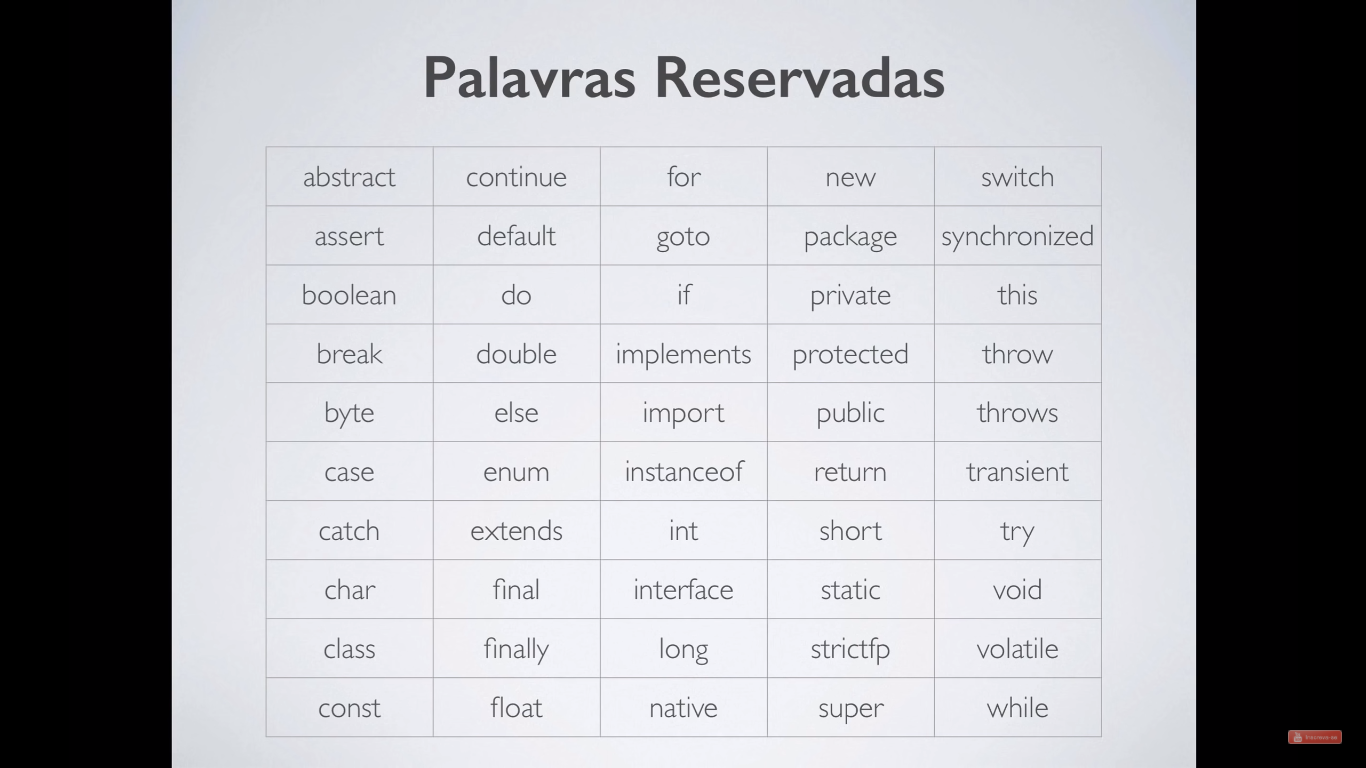 Palavras Reservadas
abstract continue for new switch
assert default goto package synchronized
boolean do if private this
break double implements protected throw
byte else import public throws
case enum instanceof return transient
catch extends int short try
char final interface static void
class finally long strictfp volatile
const float native super while
Inscreva-se